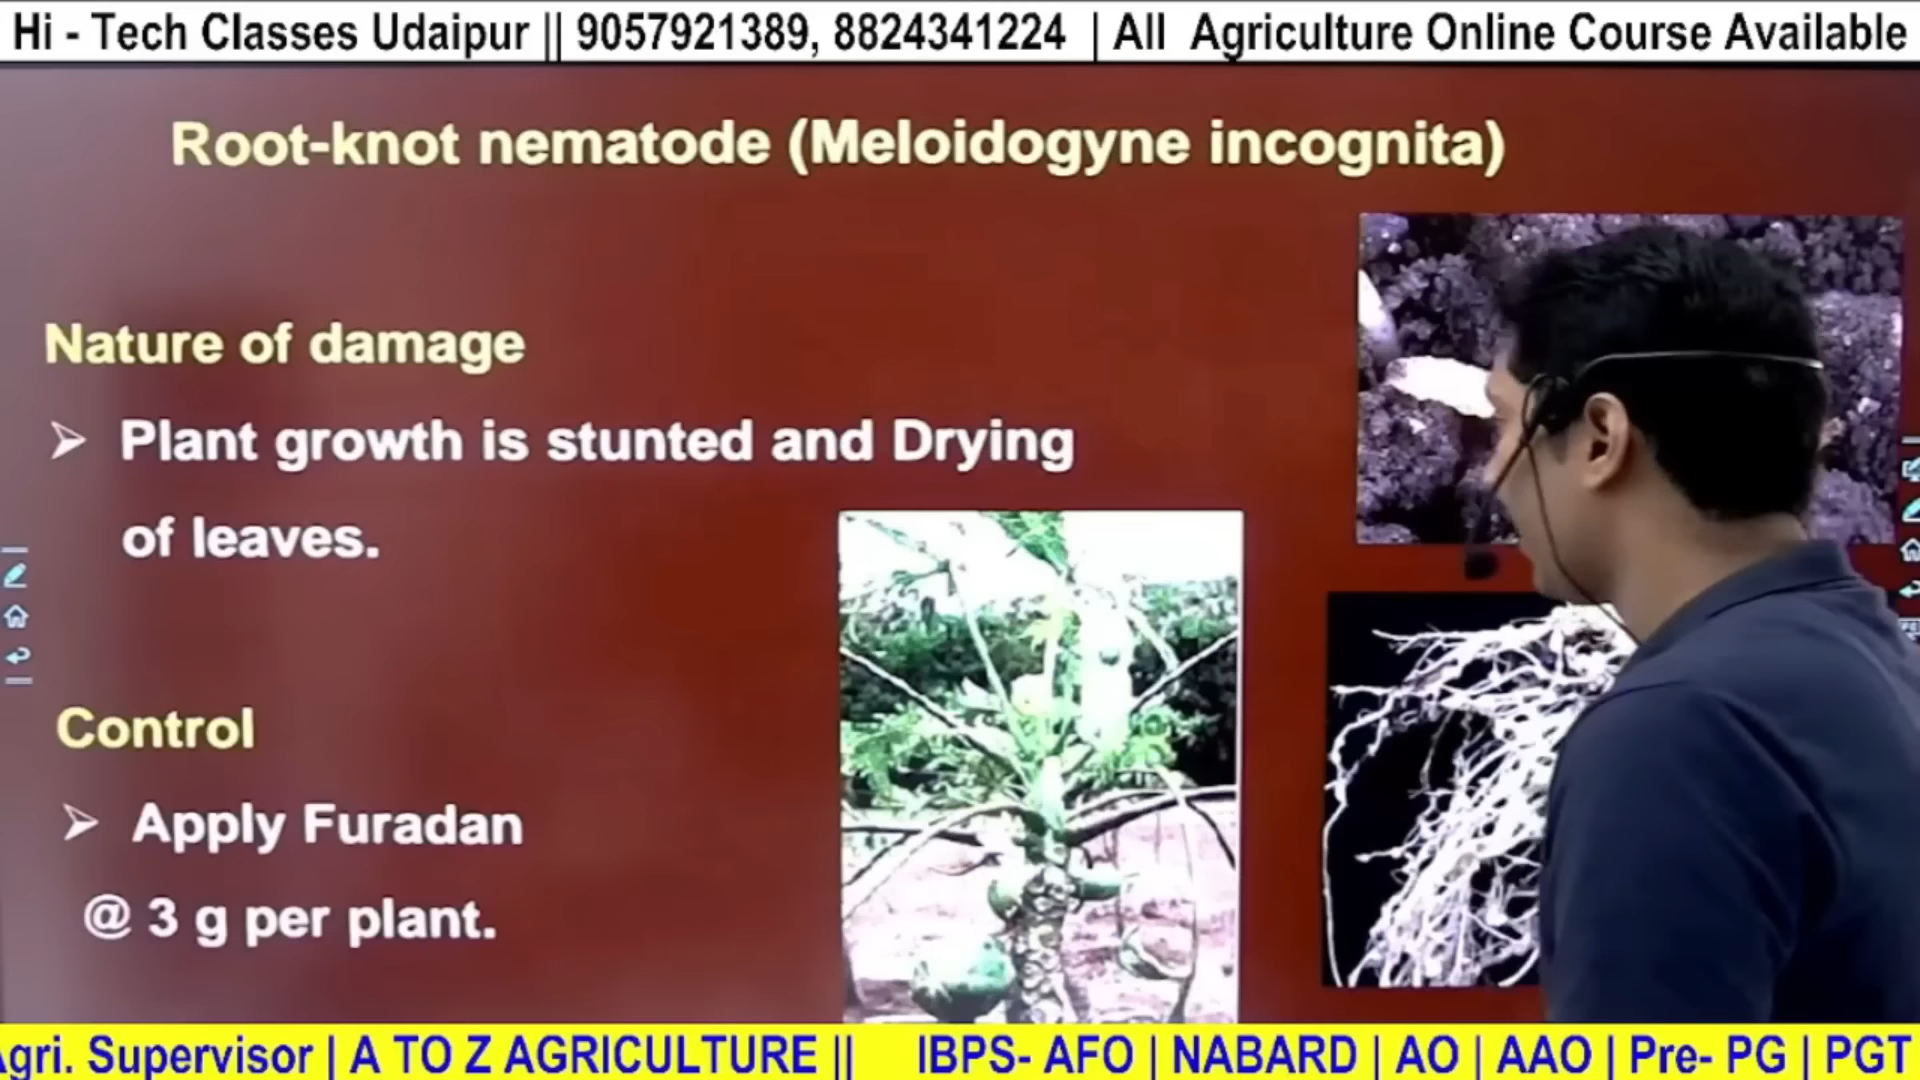 Hi - Tech Classes Udaipur || 9057921389, 8824341224 | All Agriculture Online Course Available
Root-knot nematode (Meloidogyne incognita)
Nature of damage
➢ Plant growth is stunted and Drying
of leaves.
Control
➢ Apply Furadan
@ 3 g per plant.
Agri. Supervisor | A TO Z AGRICULTURE || IBPS- AFO | NABARD | AO | AAO | Pre- PG | PGT